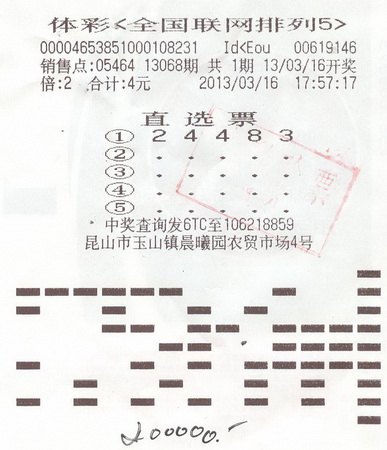 体彩<全国联网排列5>
00004653851000108231 Id<Eou 00619146
销售点:05464 13068期 共 1期 13/03/16开奖
倍:2 合计:4元 2013/03/16 17:57:17
直选票
① 2 4 4 8 3
② . . . . .
③ . . . . .
④ . . . . .
⑤ . . . . .
中奖查询发6TC至106218859
昆山市玉山镇晨曦园农贸市场4号
200000.-